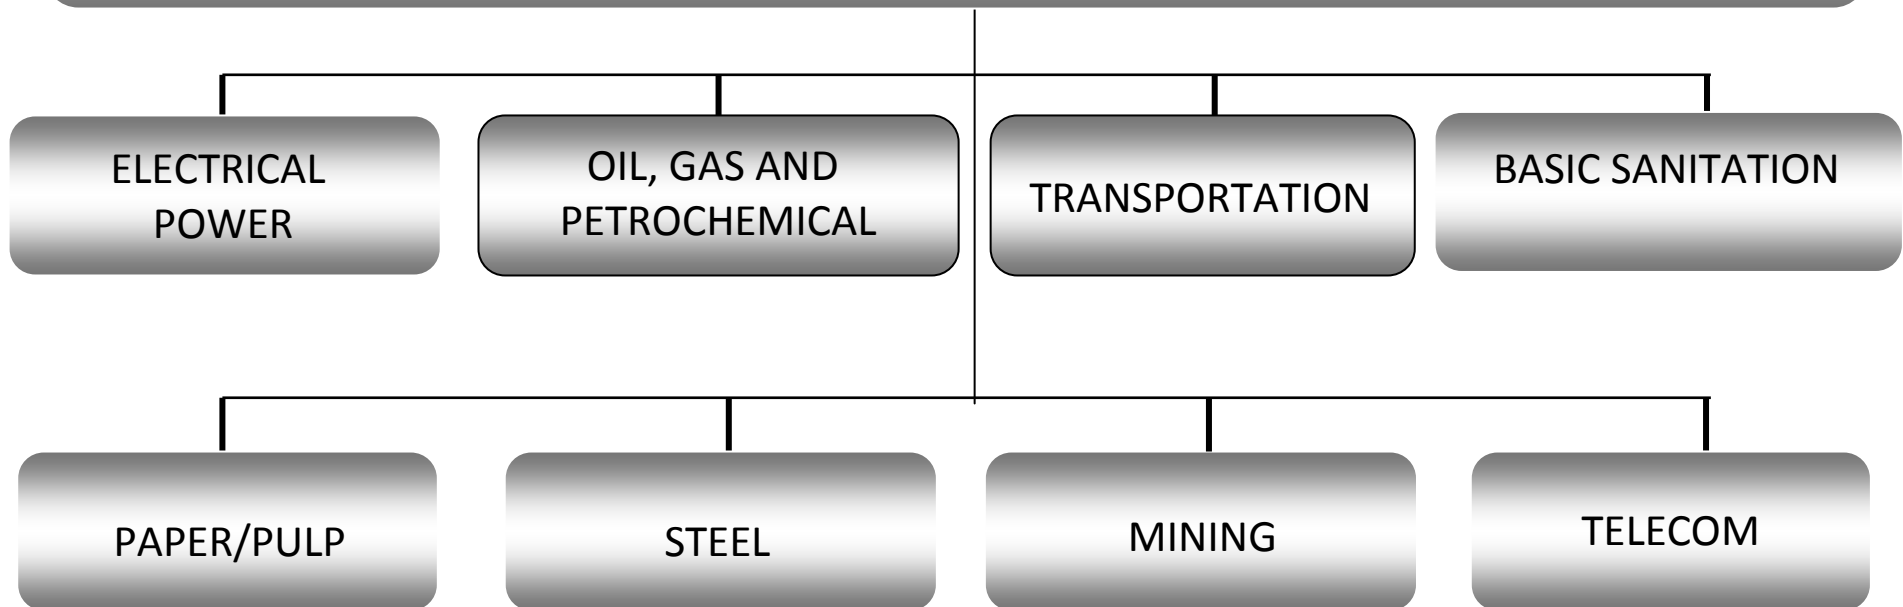 ELECTRICAL
POWER
OIL, GAS AND
PETROCHEMICAL
TRANSPORTATION
BASIC SANITATION
PAPER/PULP
STEEL
MINING
TELECOM